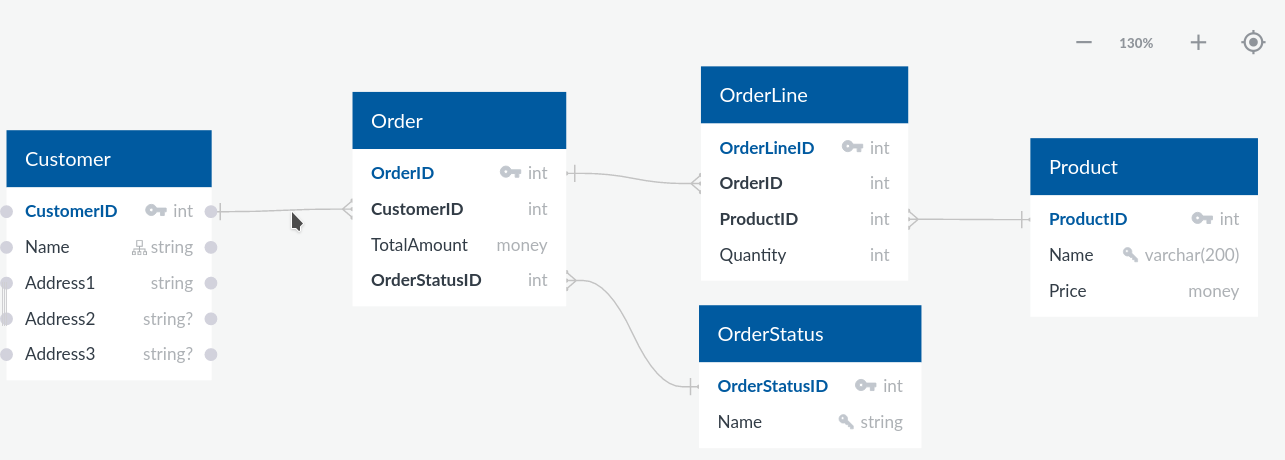 130%
Customer
CustomerID int
Name string
Address1 string
Address2 string?
Address3 string?
Order
OrderID int
CustomerID int
TotalAmount money
OrderStatusID int
OrderLine
OrderLineID int
OrderID int
ProductID int
Quantity int
OrderStatus
OrderStatusID int
Name string
Product
ProductID int
Name varchar(200)
Price money